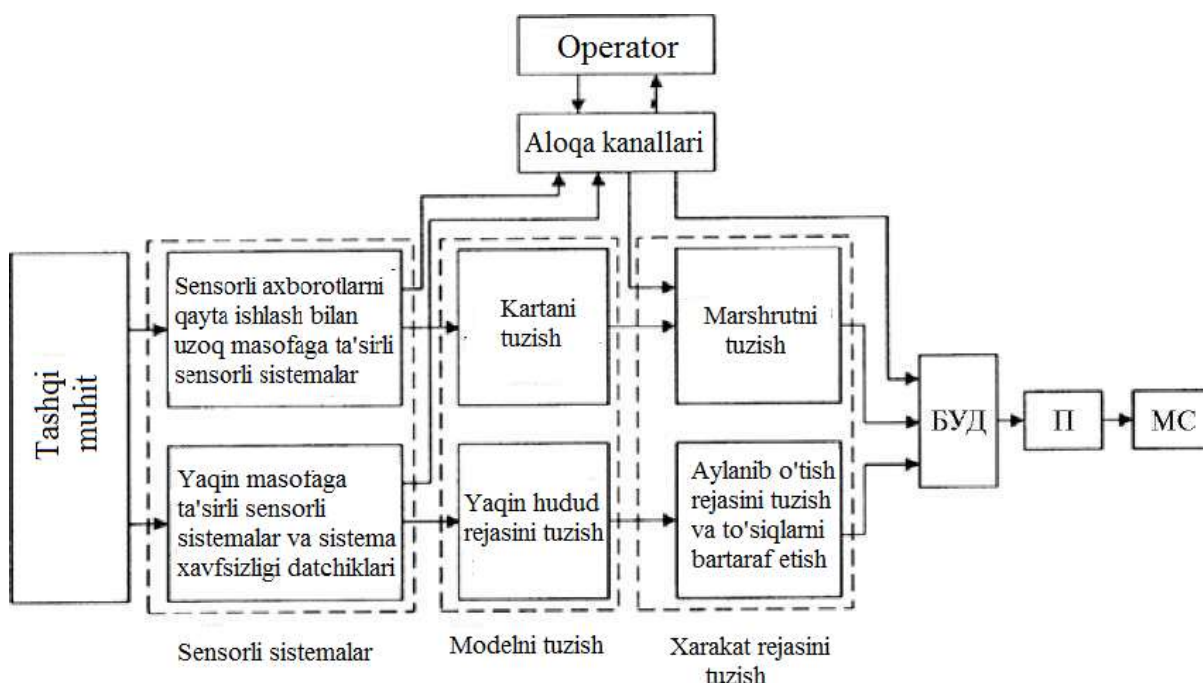 Operator
Aloqa kanallari
Tashqi
muhit
Sensorli axborotlarni
qayta ishlash bilan
uzoq masofaga ta'sirli
sensorli sistemalar
Kartani
tuzish
Marshrutni
tuzish
Yaqin masofaga
ta'sirli sensorli
sistemalar va sistema
xavfsizligi datchiklari
Yaqin hudud
rejasini tuzish
Aylanib o'tish
rejasini tuzish
va to'siqlarni
bartaraf etish
БУД
П
МС
Sensorli sistemalar
Modelni tuzish
Xarakat rejasini
tuzish